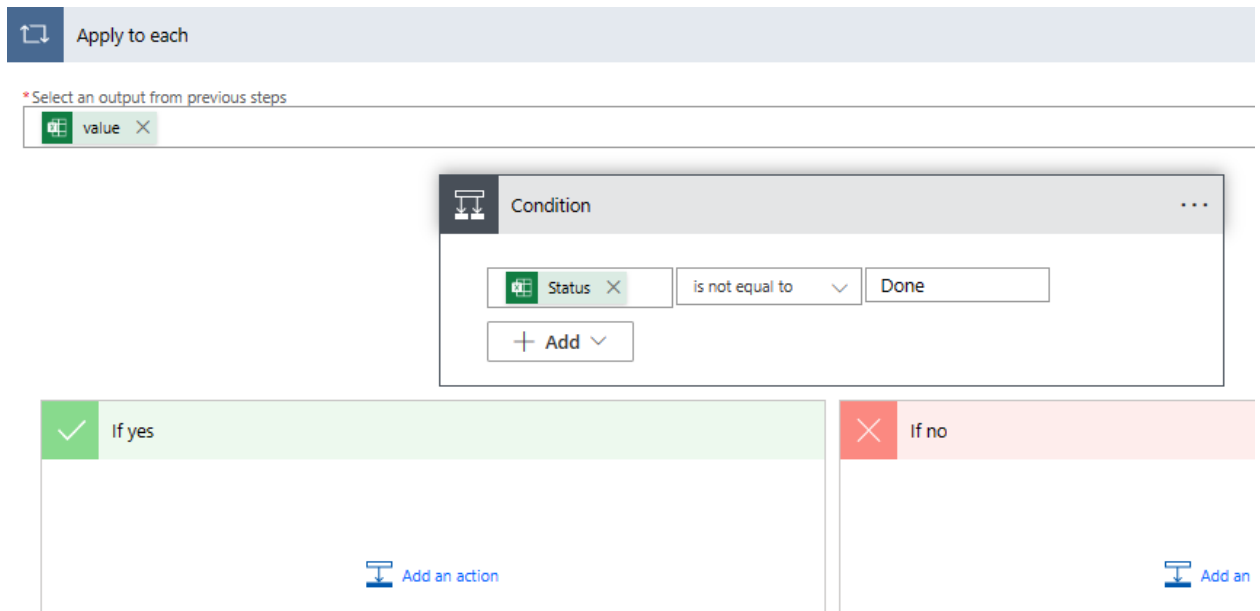 Apply to each
* Select an output from previous steps
value
Condition
...
Status is not equal to Done
+ Add
If yes
If no
Add an action
Add an